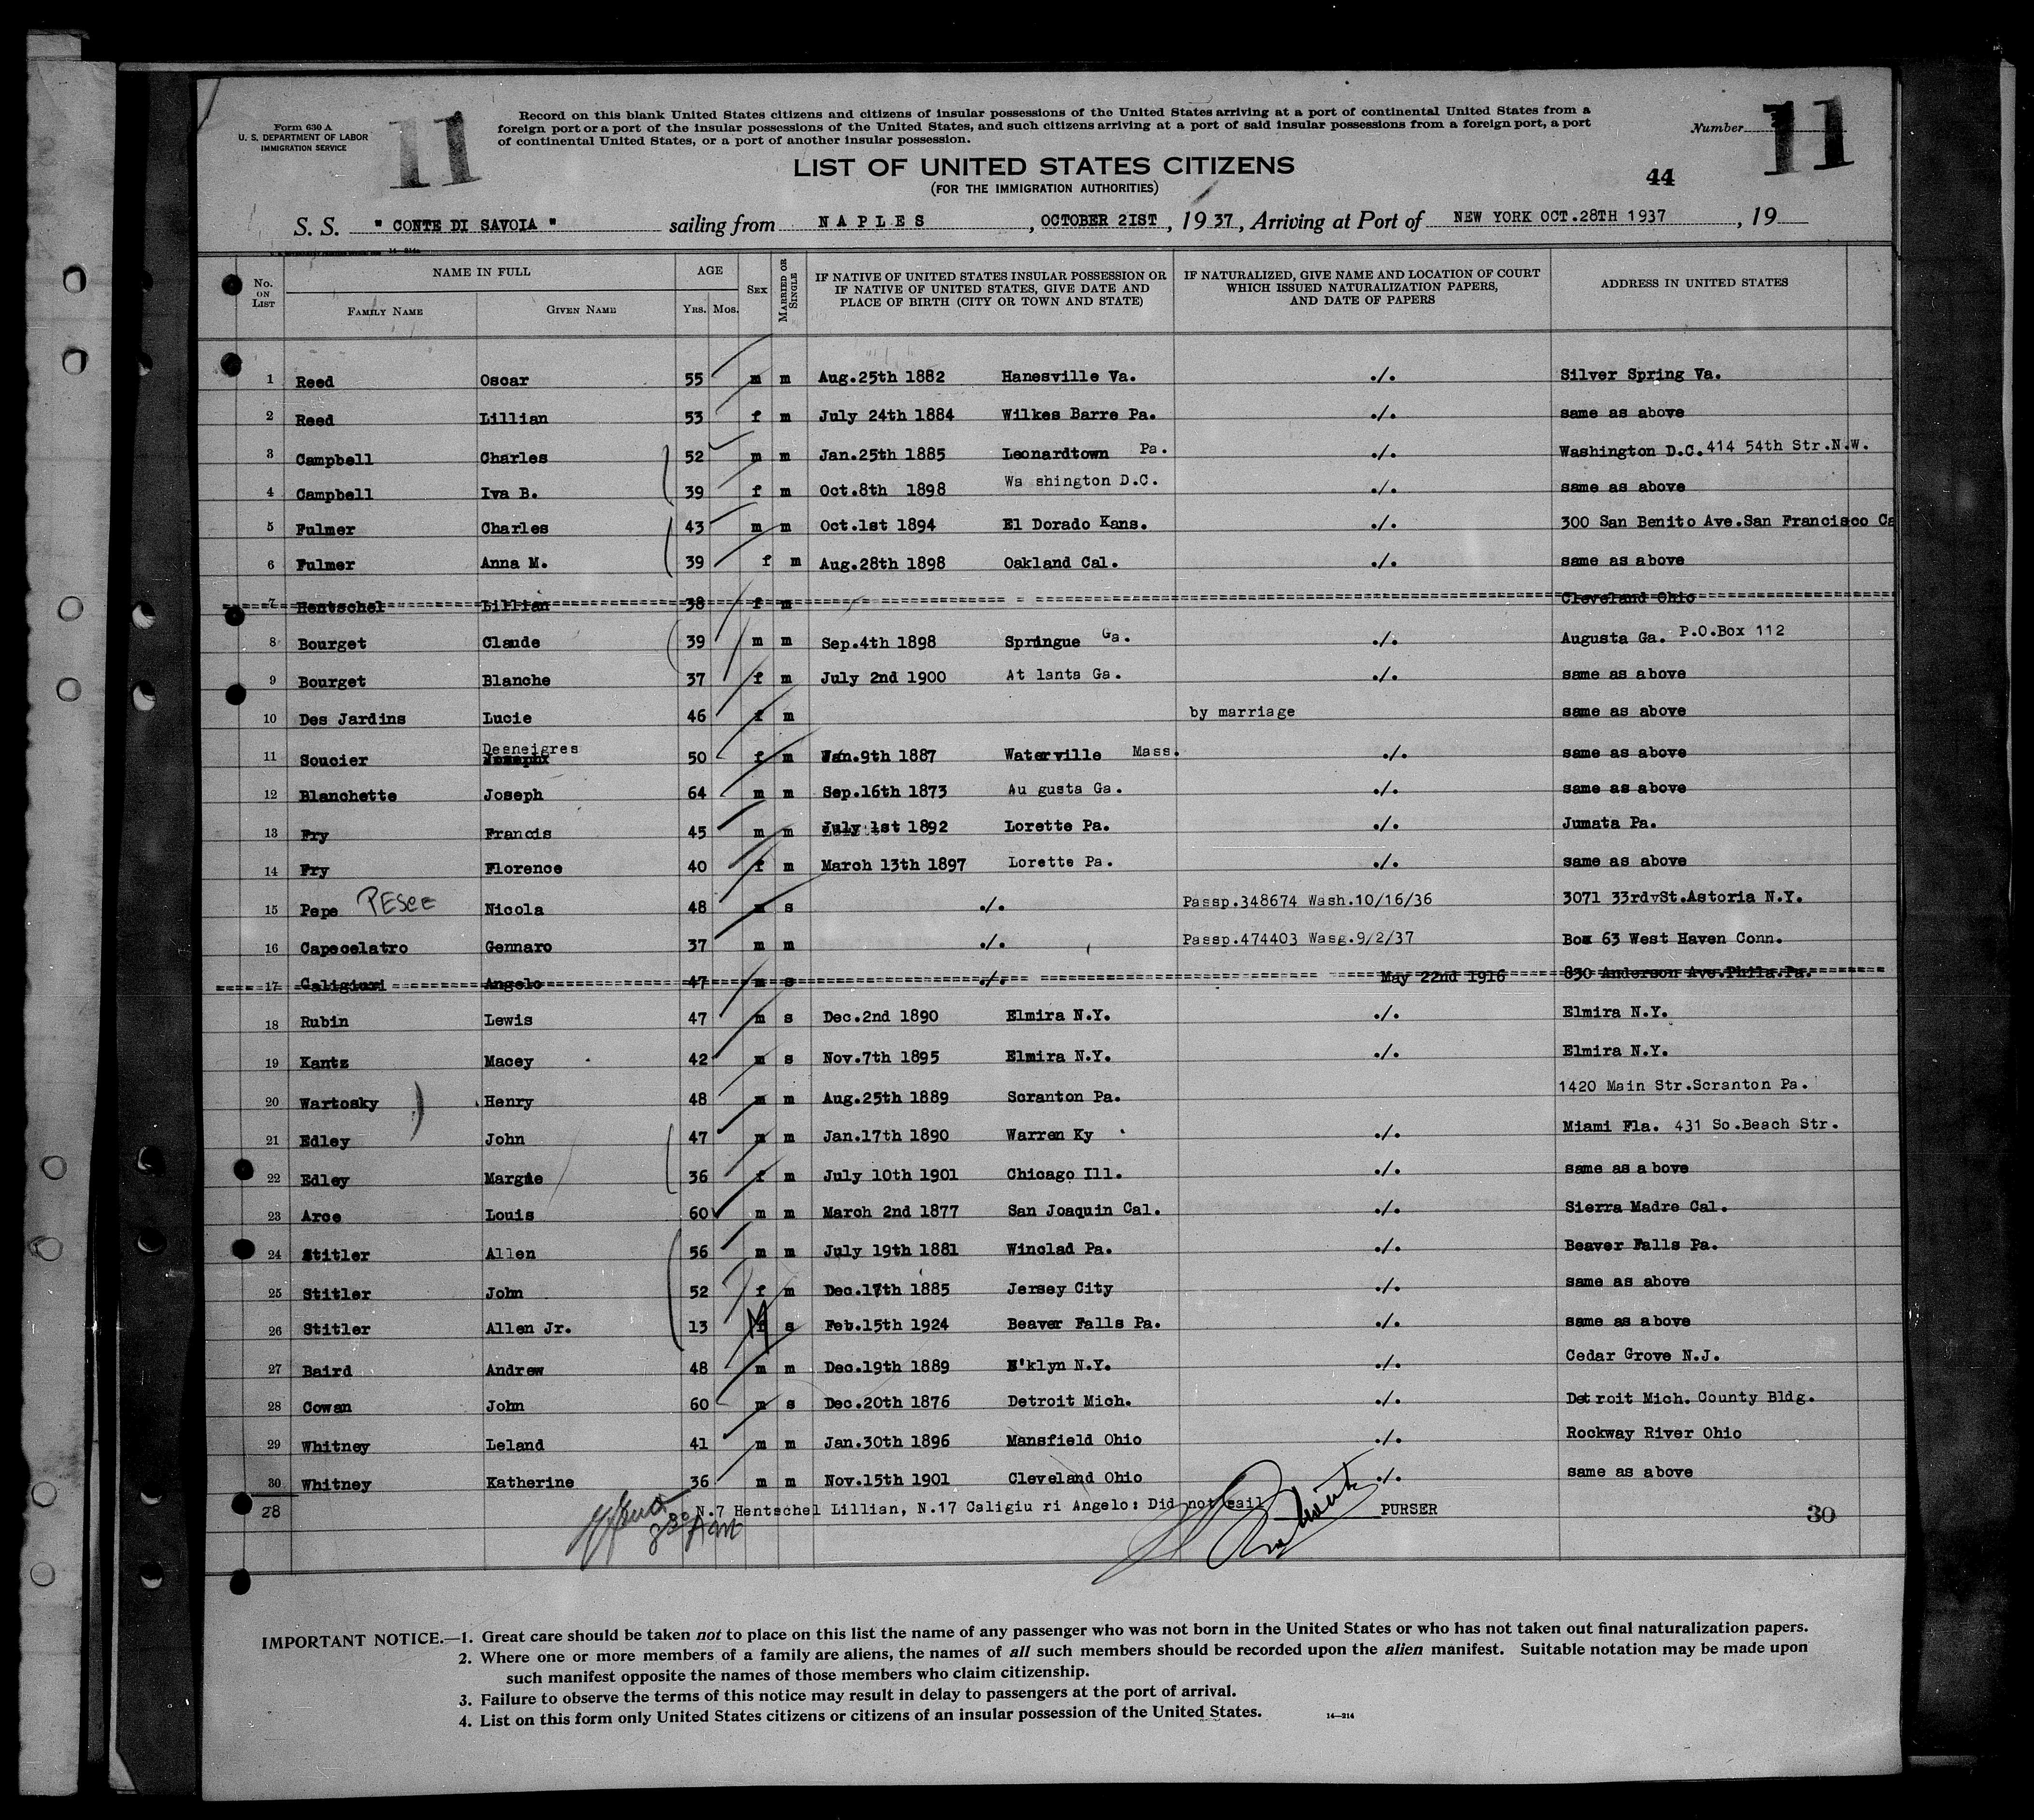 Form 630 A
U. S. DEPARTMENT OF LABOR
IMMIGRATION SERVICE
11
Record on this blank United States citizens and citizens of insular possessions of the United States arriving at a port of continental United States from a
foreign port or a port of the insular possessions of the United States, and such citizens arriving at a port of said insular possessions from a foreign port, a port
of continental United States, or a port of another insular possession.
Number 11
LIST OF UNITED STATES CITIZENS
(FOR THE IMMIGRATION AUTHORITIES)
44
S. S. " CONTE DI SAVOIA " sailing from NAPLES, OCTOBER 21ST, 1937, Arriving at Port of NEW YORK OCT.28TH 1937, 19
No. ON LIST NAME IN FULL FAMILY NAME GIVEN NAME AGE YRS. MOS. SEX MARRIED OR SINGLE IF NATIVE OF UNITED STATES INSULAR POSSESSION OR IF NATIVE OF UNITED STATES, GIVE DATE AND PLACE OF BIRTH (CITY OR TOWN AND STATE) IF NATURALIZED, GIVE NAME AND LOCATION OF COURT WHICH ISSUED NATURALIZATION PAPERS, AND DATE OF PAPERS ADDRESS IN UNITED STATES
1 Reed Oscar 55 m m Aug.25th 1882 Hanesville Va. ./. Silver Spring Va.
2 Reed Lillian 53 f m July 24th 1884 Wilkes Barre Pa. ./. same as above
3 Campbell Charles 52 m m Jan.25th 1885 Leonardtown Pa. ./. Washington D.C.414 54th Str.N.W.
4 Campbell Iva B. 39 f m Oct.8th 1898 Wa shington D.C. ./. same as above
5 Fulmer Charles 43 m m Oct.1st 1894 El Dorado Kans. ./. 300 San Benito Ave.San Francisco Ca
6 Fulmer Anna M. 39 f m Aug.28th 1898 Oakland Cal. ./. same as above
7 Hentschel Lillian 38 f m Cleveland Ohio
8 Bourget Claude 39 m m Sep.4th 1898 Springue Ga. ./. Augusta Ga. P.O.Box 112
9 Bourget Blanche 37 f m July 2nd 1900 At lanta Ga. ./. same as above
10 Des Jardins Lucie 46 f m by marriage same as above
11 Soucier Desneigres 50 f m Jan.9th 1887 Waterville Mass. ./. same as above
12 Blanchette Joseph 64 m m Sep.16th 1873 Au gusta Ga. ./. same as above
13 Fry Francis 45 m m July 1st 1892 Lorette Pa. ./. Jumata Pa.
14 Fry Florence 40 f m March 13th 1897 Lorette Pa. ./. same as above
15 Pepe PESCE Nicola 48 m s ./. Passp.348674 Wash.10/16/36 3071 33rdvSt.Astoria N.Y.
16 Capecelatro Gennaro 37 m m ./. Passp.474403 Wasg.9/2/37 Box 63 West Haven Conn.
17 Caligiuri Angelo 47 m s ./. May 22nd 1916 830 Anderson Ave.Phila.Pa.
18 Rubin Lewis 47 m s Dec.2nd 1890 Elmira N.Y. ./. Elmira N.Y.
19 Kantz Macey 42 m s Nov.7th 1895 Elmira N.Y. ./. Elmira N.Y.
20 Wartosky Henry 48 m m Aug.25th 1889 Scranton Pa. 1420 Main Str.Scranton Pa.
21 Edley John 47 m m Jan.17th 1890 Warren Ky ./. Miami Fla. 431 So.Beach Str.
22 Edley Margie 36 f m July 10th 1901 Chicago Ill. ./. same as a bove
23 Arce Louis 60 m m March 2nd 1877 San Joaquin Cal. ./. Sierra Madre Cal.
24 Stitler Allen 56 m m July 19th 1881 Winclad Pa. ./. Beaver Falls Pa.
25 Stitler John 52 f m Dec.17th 1885 Jersey City ./. same as above
26 Stitler Allen Jr. 13 M s Feb.15th 1924 Beaver Falls Pa. ./. same as above
27 Baird Andrew 48 m m Dec.19th 1889 B'klyn N.Y. ./. Cedar Grove N.J.
28 Cowan John 60 m s Dec.20th 1876 Detroit Mich. ./. Detroit Mich. County Bldg.
29 Whitney Leland 41 m m Jan.30th 1896 Mansfield Ohio ./. Rockway River Ohio
30 Whitney Katherine 36 m m Nov.15th 1901 Cleveland Ohio ./. same as above
28 N.7 Hentschel Lillian, N.17 Caligiu ri Angelo: Did not sail PURSER 30
IMPORTANT NOTICE.—1. Great care should be taken not to place on this list the name of any passenger who was not born in the United States or who has not taken out final naturalization papers.
2. Where one or more members of a family are aliens, the names of all such members should be recorded upon the alien manifest. Suitable notation may be made upon
such manifest opposite the names of those members who claim citizenship.
3. Failure to observe the terms of this notice may result in delay to passengers at the port of arrival.
4. List on this form only United States citizens or citizens of an insular possession of the United States.
14—214